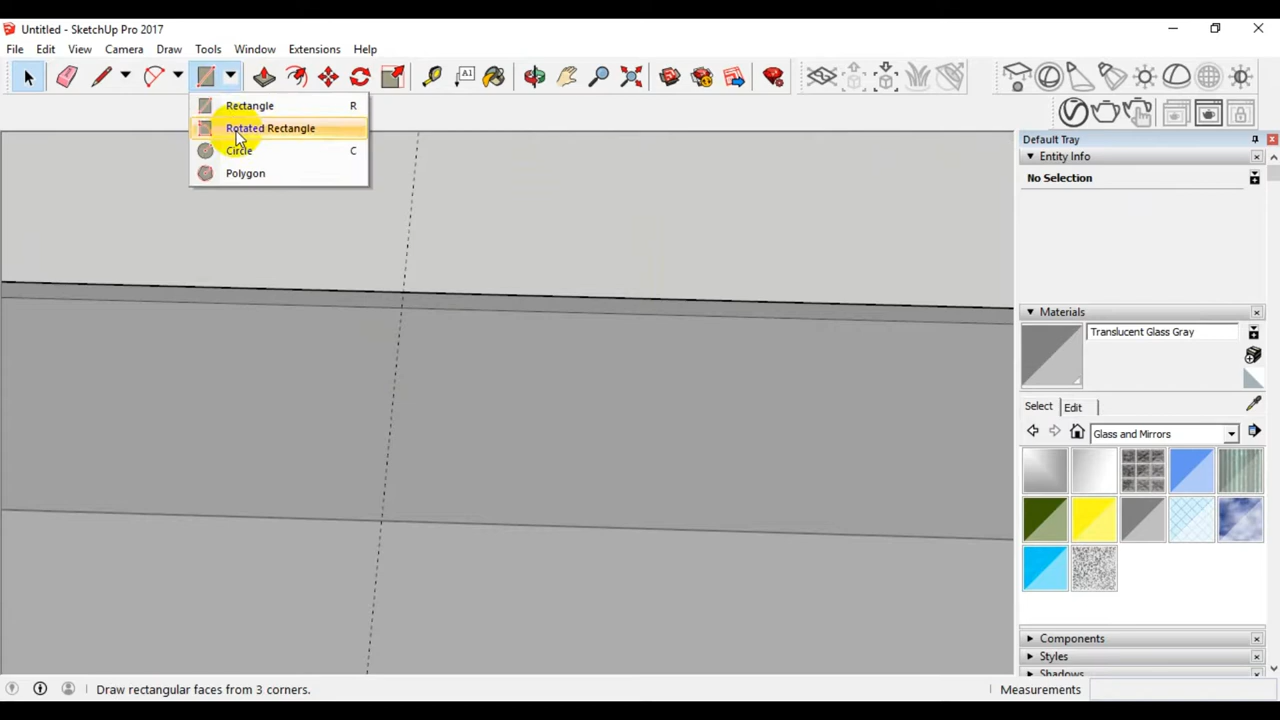 Untitled - SketchUp Pro 2017
File Edit View Camera Draw Tools Window Extensions Help
A1
Rectangle R
Rotated Rectangle
Circle C
Polygon
Default Tray
Entity Info
No Selection
Materials
Translucent Glass Gray
Select Edit
Glass and Mirrors
Components
Styles
Shadows
Draw rectangular faces from 3 corners.
Measurements